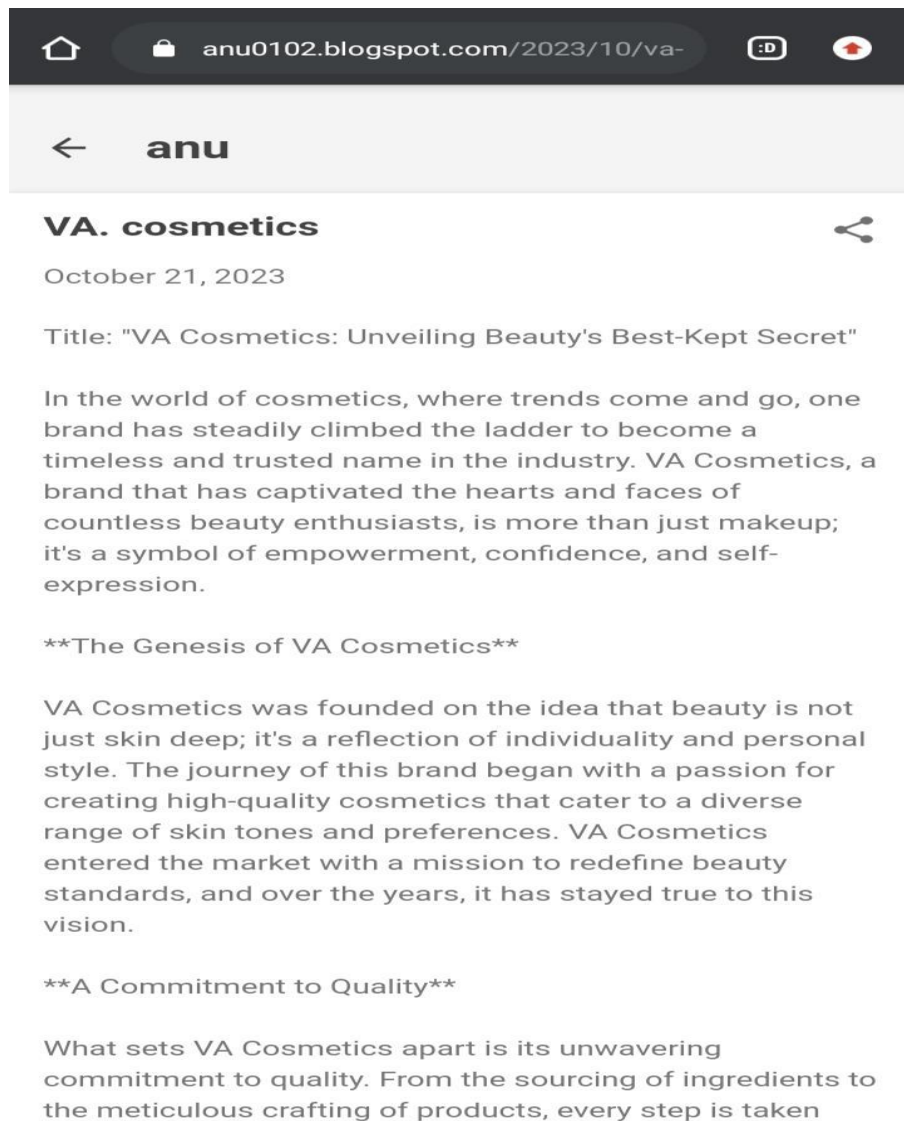 anu0102.blogspot.com/2023/10/va-
:D
anu
VA. cosmetics
October 21, 2023
Title: "VA Cosmetics: Unveiling Beauty's Best-Kept Secret"
In the world of cosmetics, where trends come and go, one
brand has steadily climbed the ladder to become a
timeless and trusted name in the industry. VA Cosmetics, a
brand that has captivated the hearts and faces of
countless beauty enthusiasts, is more than just makeup;
it's a symbol of empowerment, confidence, and self-
expression.
**The Genesis of VA Cosmetics**
VA Cosmetics was founded on the idea that beauty is not
just skin deep; it's a reflection of individuality and personal
style. The journey of this brand began with a passion for
creating high-quality cosmetics that cater to a diverse
range of skin tones and preferences. VA Cosmetics
entered the market with a mission to redefine beauty
standards, and over the years, it has stayed true to this
vision.
**A Commitment to Quality**
What sets VA Cosmetics apart is its unwavering
commitment to quality. From the sourcing of ingredients to
the meticulous crafting of products, every step is taken